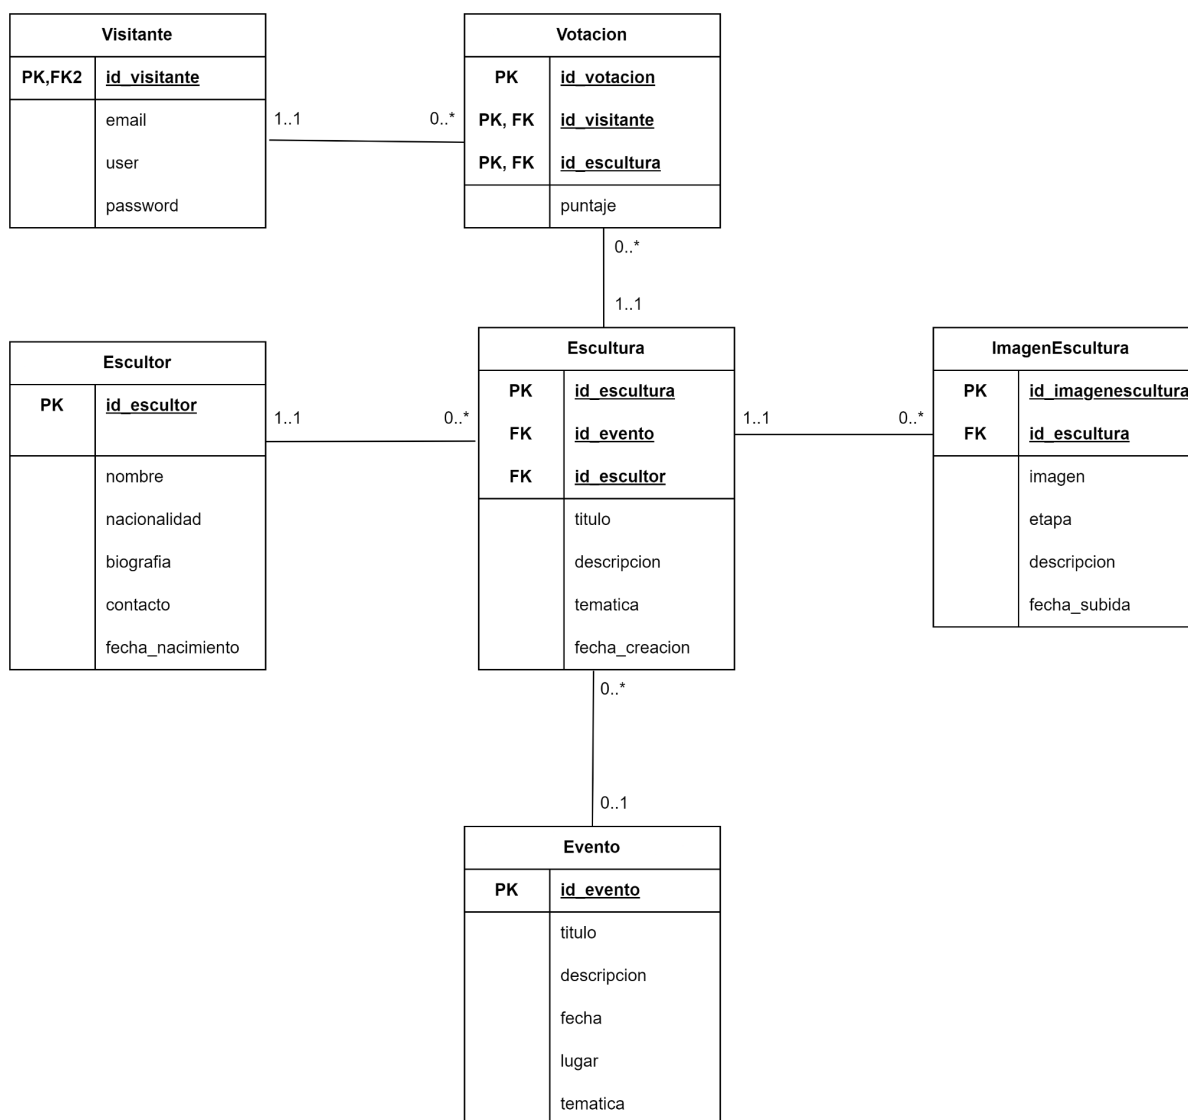 Visitante
PK,FK2 id_visitante
email
user
password
1..1
0..*
Votacion
PK id_votacion
PK, FK id_visitante
PK, FK id_escultura
puntaje
0..*
1..1
Escultor
PK id_escultor
nombre
nacionalidad
biografia
contacto
fecha_nacimiento
1..1
0..*
Escultura
PK id_escultura
FK id_evento
FK id_escultor
titulo
descripcion
tematica
fecha_creacion
1..1
0..*
ImagenEscultura
PK id_imagenescultura
FK id_escultura
imagen
etapa
descripcion
fecha_subida
0..*
0..1
Evento
PK id_evento
titulo
descripcion
fecha
lugar
tematica